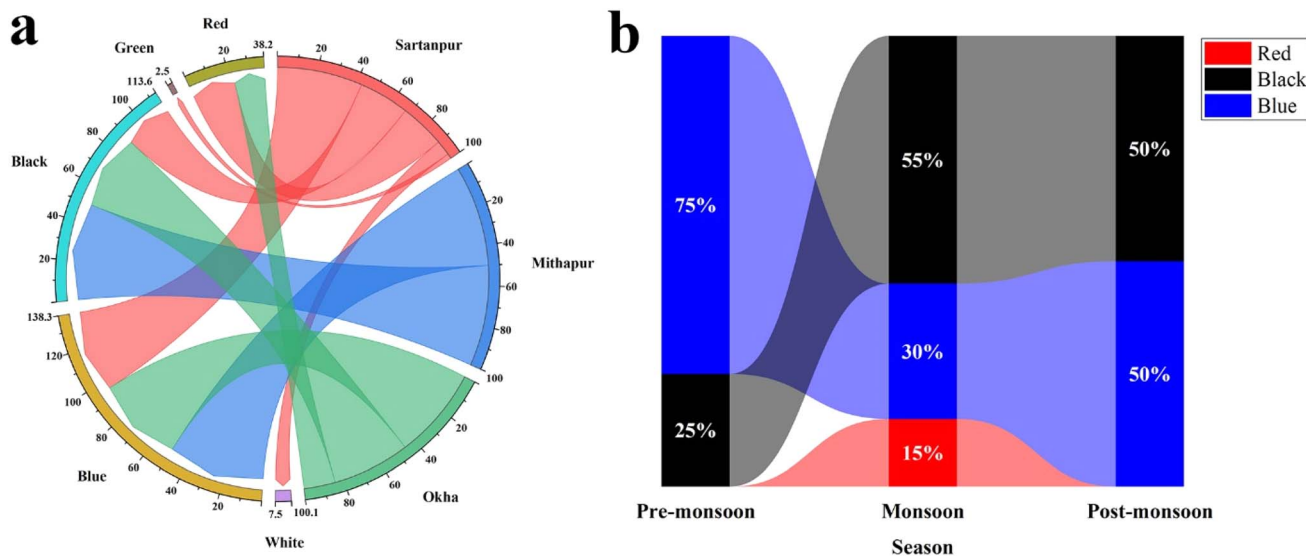 a
Red
Green
Sartanpur
Black
Mithapur
Blue
Okha
White
20
38.2
20
40
60
80
100
20
40
60
80
100
20
40
60
80
100.1
7.5
20
40
60
80
100
120
138.3
20
40
60
80
100
113.6
2.5
b
75%
25%
55%
30%
15%
50%
50%
Pre-monsoon
Monsoon
Post-monsoon
Season
Red
Black
Blue